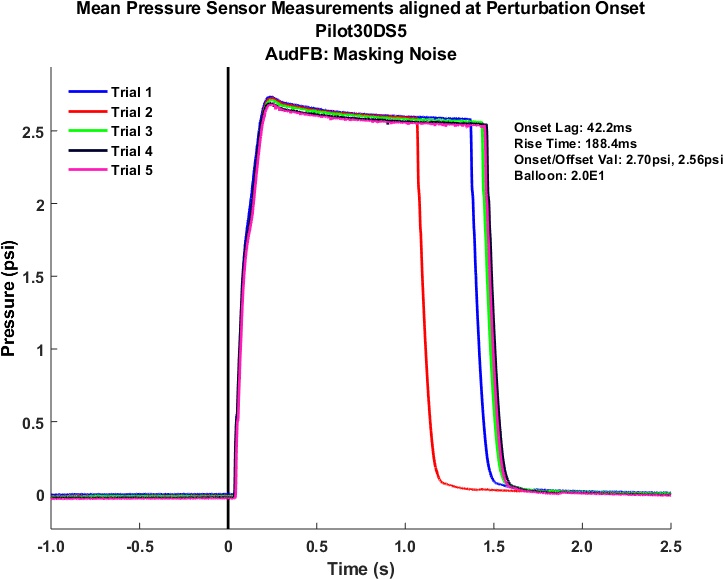 Mean Pressure Sensor Measurements aligned at Perturbation Onset
Pilot30DS5
AudFB: Masking Noise
Trial 1
Trial 2
Trial 3
Trial 4
Trial 5
Onset Lag: 42.2ms
Rise Time: 188.4ms
Onset/Offset Val: 2.70psi, 2.56psi
Balloon: 2.0E1
Pressure (psi)
2.5
2
1.5
1
0.5
0
-1.0
-0.5
0
0.5
1.0
1.5
2.0
2.5
Time (s)